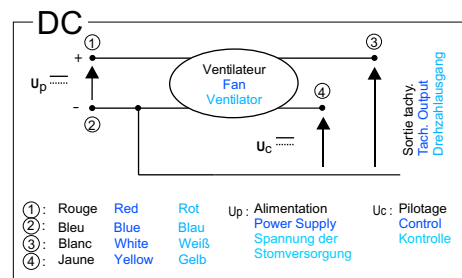 DC
1
3
+
Up
Ventilateur
Fan
Ventilator
4
-
2
Uc
Sortie tachy.
Tach. Output
Drehzahlausgang
1 : Rouge Red Rot
2 : Bleu Blue Blau
3 : Blanc White Weiß
4 : Jaune Yellow Gelb
Up : Alimentation
Power Supply
Spannung der
Stomversorgung
Uc : Pilotage
Control
Kontrolle